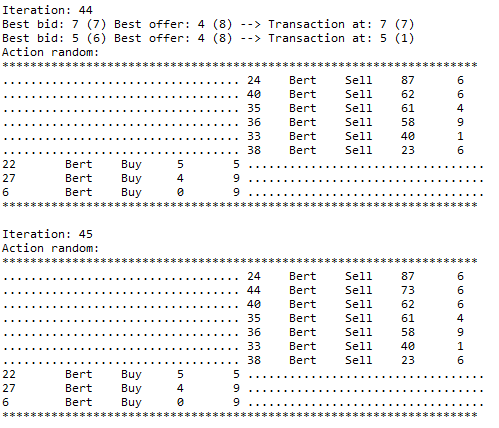 Iteration: 44
Best bid: 7 (7) Best offer: 4 (8) --> Transaction at: 7 (7)
Best bid: 5 (6) Best offer: 4 (8) --> Transaction at: 5 (1)
Action random:
********************************************************************
.................................. 24 Bert Sell 87 6
.................................. 40 Bert Sell 62 6
.................................. 35 Bert Sell 61 4
.................................. 36 Bert Sell 58 9
.................................. 33 Bert Sell 40 1
.................................. 38 Bert Sell 23 6
22 Bert Buy 5 5 ..................................
27 Bert Buy 4 9 ..................................
6 Bert Buy 0 9 ..................................
********************************************************************
Iteration: 45
Action random:
********************************************************************
.................................. 24 Bert Sell 87 6
.................................. 44 Bert Sell 73 6
.................................. 40 Bert Sell 62 6
.................................. 35 Bert Sell 61 4
.................................. 36 Bert Sell 58 9
.................................. 33 Bert Sell 40 1
.................................. 38 Bert Sell 23 6
22 Bert Buy 5 5 ..................................
27 Bert Buy 4 9 ..................................
6 Bert Buy 0 9 ..................................
********************************************************************